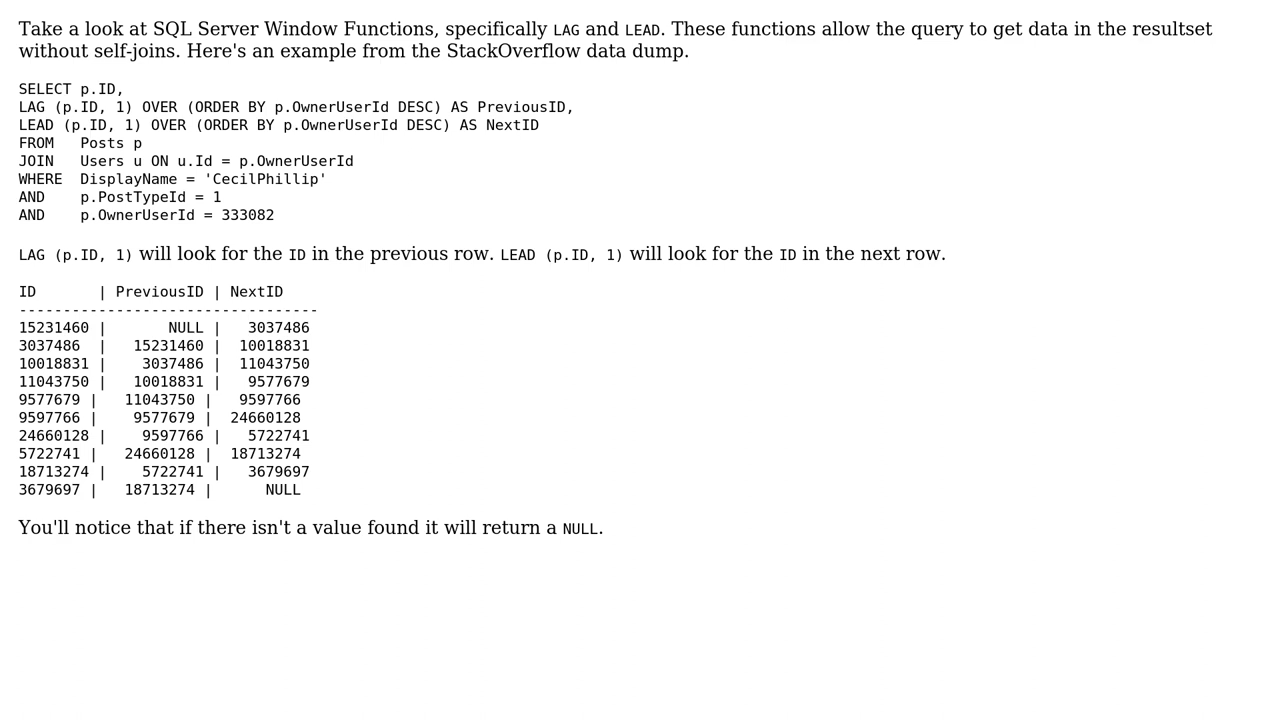 Take a look at SQL Server Window Functions, specifically LAG and LEAD. These functions allow the query to get data in the resultset
without self-joins. Here's an example from the StackOverflow data dump.
SELECT p.ID,
LAG (p.ID, 1) OVER (ORDER BY p.OwnerUserId DESC) AS PreviousID,
LEAD (p.ID, 1) OVER (ORDER BY p.OwnerUserId DESC) AS NextID
FROM   Posts p
JOIN   Users u ON u.Id = p.OwnerUserId
WHERE  DisplayName = 'CecilPhillip'
AND    p.PostTypeId = 1
AND    p.OwnerUserId = 333082
LAG (p.ID, 1) will look for the ID in the previous row. LEAD (p.ID, 1) will look for the ID in the next row.
ID       | PreviousID | NextID
----------------------------------
15231460 |       NULL |   3037486
3037486  |   15231460 |  10018831
10018831 |    3037486 |  11043750
11043750 |   10018831 |   9577679
9577679 |   11043750 |   9597766
9597766 |    9577679 |  24660128
24660128 |    9597766 |   5722741
5722741 |   24660128 |  18713274
18713274 |    5722741 |   3679697
3679697 |   18713274 |      NULL
You'll notice that if there isn't a value found it will return a NULL.